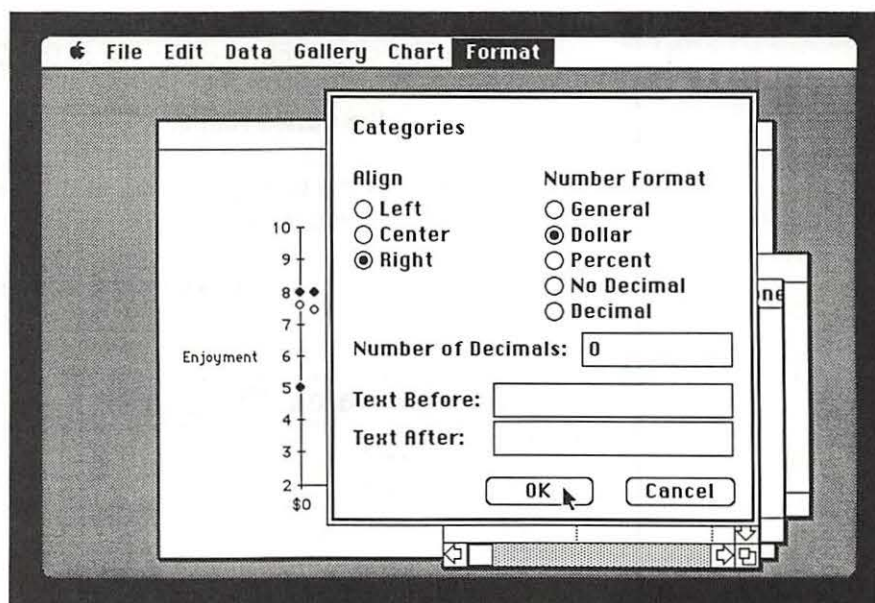 File Edit Data Gallery Chart Format
Categories
Align
Left
Center
Right
Number Format
General
Dollar
Percent
No Decimal
Decimal
Number of Decimals: 0
Text Before:
Text After:
OK
Cancel
10
9
8
7
Enjoyment 6
5
4
3
2
$0